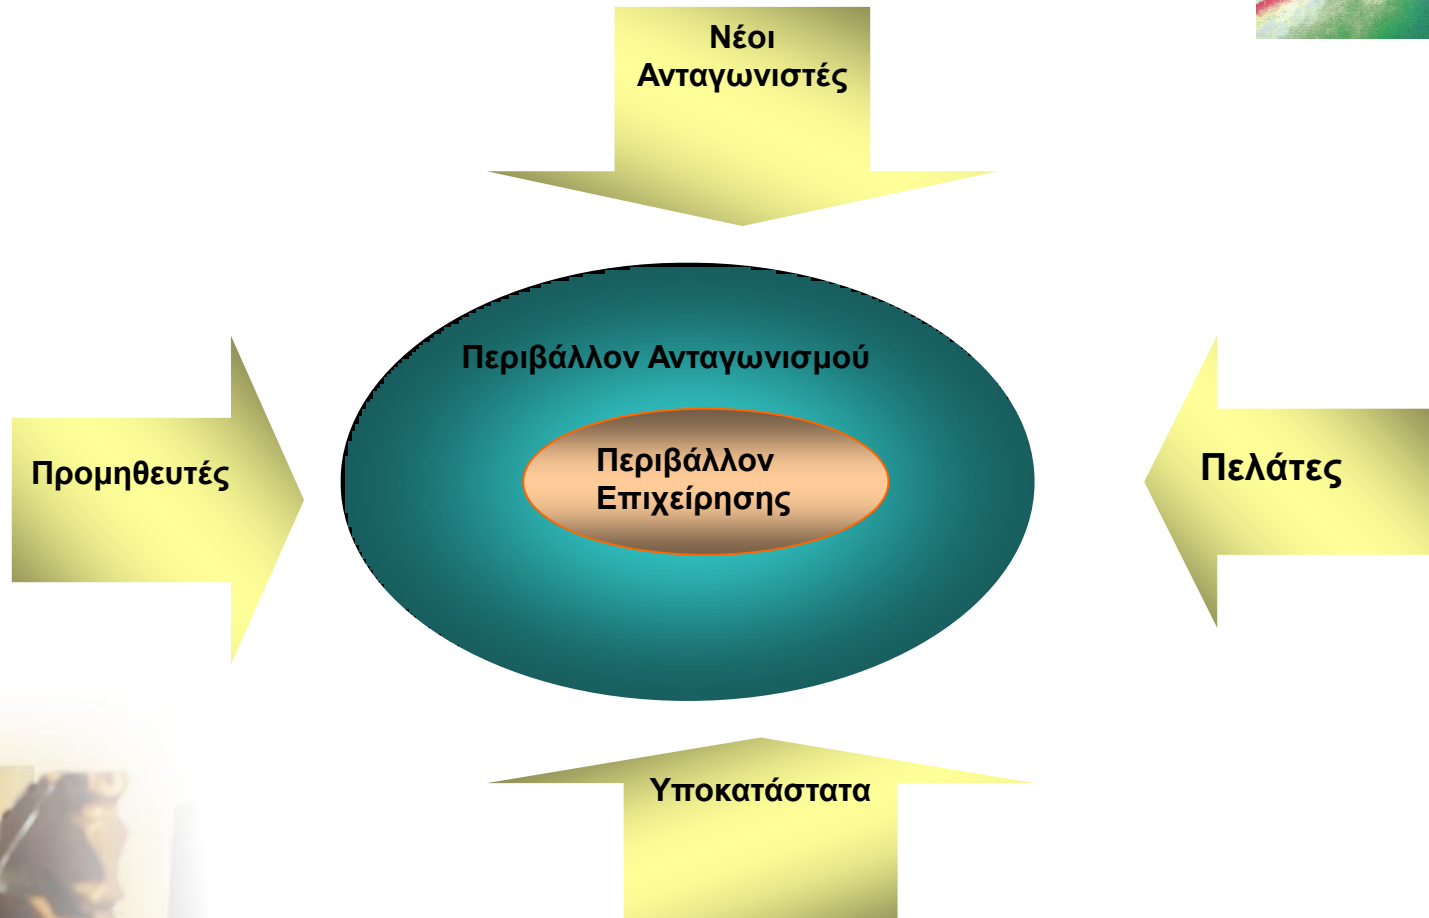 Νέοι
Ανταγωνιστές
Περιβάλλον Ανταγωνισμού
Προμηθευτές
Περιβάλλον
Επιχείρησης
Πελάτες
Υποκατάστατα